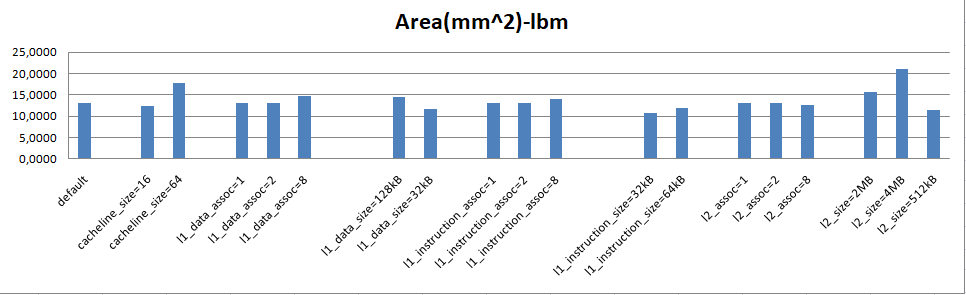 Area(mm^2)-lbm
25,0000
20,0000
15,0000
10,0000
5,0000
0,0000
default
cacheline_size=16
cacheline_size=64
l1_data_assoc=1
l1_data_assoc=2
l1_data_assoc=8
l1_data_size=128kB
l1_data_size=32kB
l1_instruction_assoc=1
l1_instruction_assoc=2
l1_instruction_assoc=8
l1_instruction_size=32kB
l1_instruction_size=64kB
l2_assoc=1
l2_assoc=2
l2_assoc=8
l2_size=2MB
l2_size=4MB
l2_size=512kB